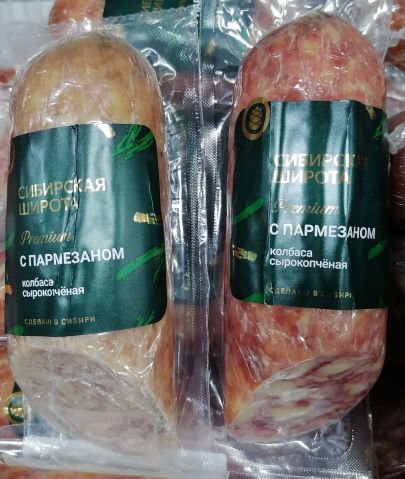 СИБИРСКАЯ
ШИРОТА
Premium
С ПАРМЕЗАНОМ
колбаса
сырокопчёная
СДЕЛАНО В СИБИРИ
СИБИРСКАЯ
ШИРОТА
Premium
С ПАРМЕЗАНОМ
колбаса
сырокопчёная
СДЕЛАНО В СИБИРИ